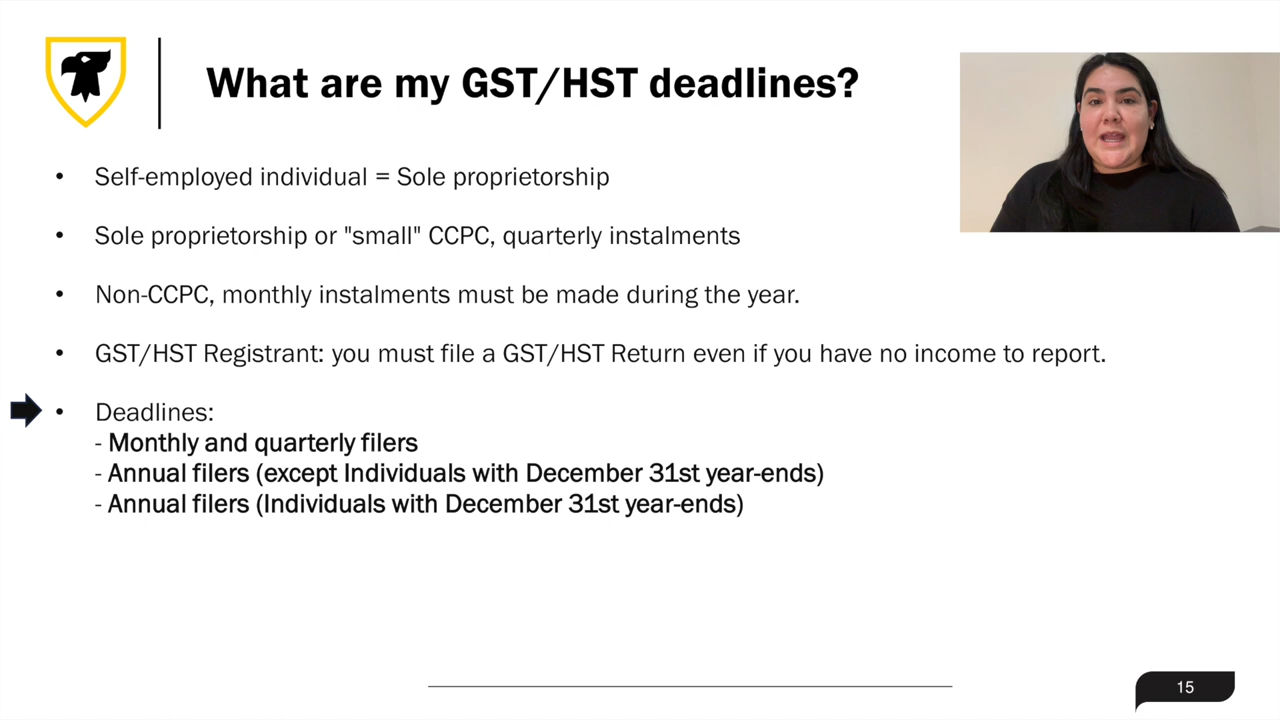 What are my GST/HST deadlines?
• Self-employed individual = Sole proprietorship
• Sole proprietorship or "small" CCPC, quarterly instalments
• Non-CCPC, monthly instalments must be made during the year.
• GST/HST Registrant: you must file a GST/HST Return even if you have no income to report.
• Deadlines:
- Monthly and quarterly filers
- Annual filers (except Individuals with December 31st year-ends)
- Annual filers (Individuals with December 31st year-ends)
15